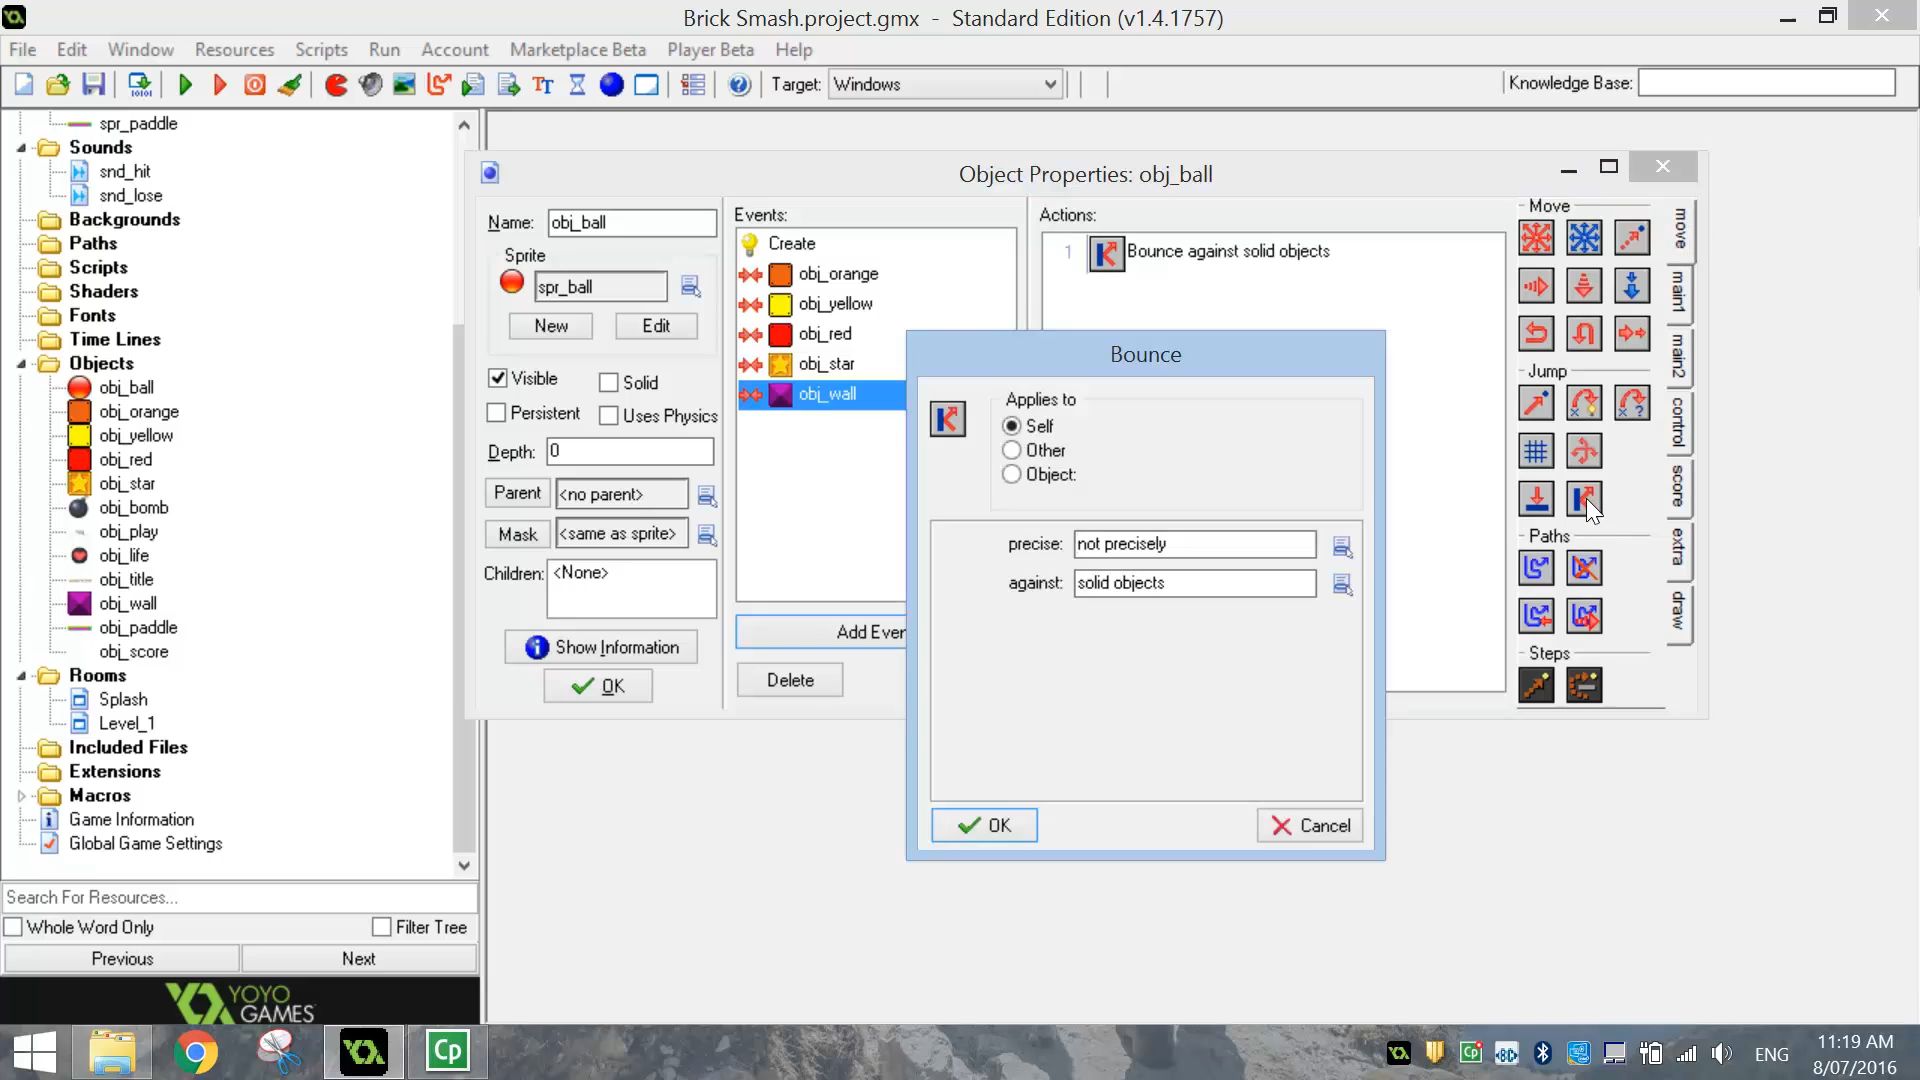 Brick Smash.project.gmx - Standard Edition (v1.4.1757)
File Edit Window Resources Scripts Run Account Marketplace Beta Player Beta Help
Target: Windows
Knowledge Base:
spr_paddle
Sounds
snd_hit
snd_lose
Backgrounds
Paths
Scripts
Shaders
Fonts
Time Lines
Objects
obj_ball
obj_orange
obj_yellow
obj_red
obj_star
obj_bomb
obj_play
obj_life
obj_title
obj_wall
obj_paddle
obj_score
Rooms
Splash
Level_1
Included Files
Extensions
Macros
Game Information
Global Game Settings
Search For Resources...
Whole Word Only
Filter Tree
Previous
Next
YOYO
GAMES
Object Properties: obj_ball
Name: obj_ball
Sprite
spr_ball
New
Edit
Visible
Solid
Persistent
Uses Physics
Depth: 0
Parent <no parent>
Mask <same as sprite>
Children: <None>
Show Information
OK
Events:
Create
obj_orange
obj_yellow
obj_red
obj_star
obj_wall
Add Even
Delete
Actions:
1 Bounce against solid objects
Bounce
Applies to
Self
Other
Object:
precise: not precisely
against: solid objects
OK
Cancel
Move
Jump
Paths
Steps
move
main1
main2
control
score
extra
draw
Cp
ENG
11:19 AM
8/07/2016